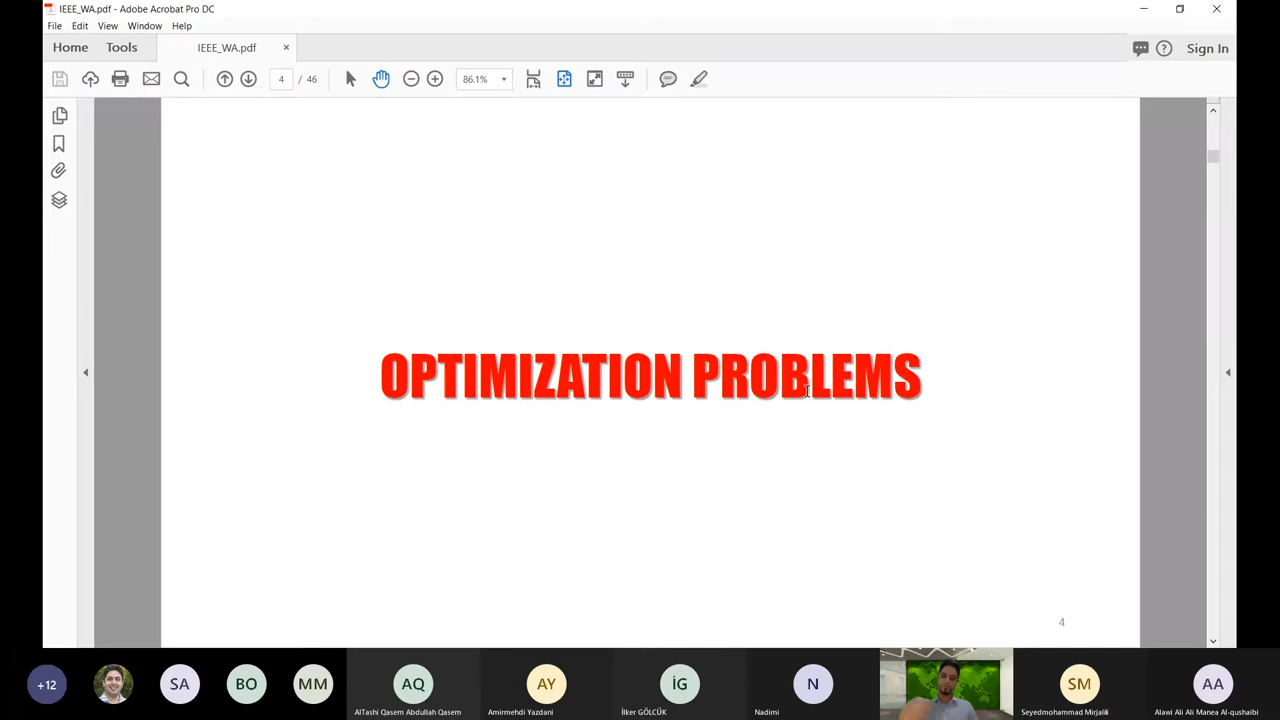 IEEE_WA.pdf - Adobe Acrobat Pro DC
File Edit View Window Help
Home Tools IEEE_WA.pdf × Sign In
4 / 46 86.1%
OPTIMIZATION PROBLEMS
4
+12 SA BO MM AQ AY İG N SM AA
AlTashi Qasem Abdullah Qasem Amirmehdi Yazdani İlker GÖLCÜK Nadimi Seyedmohammad Mirjalili Alawi Ali Ali Manea Al-qushaibi